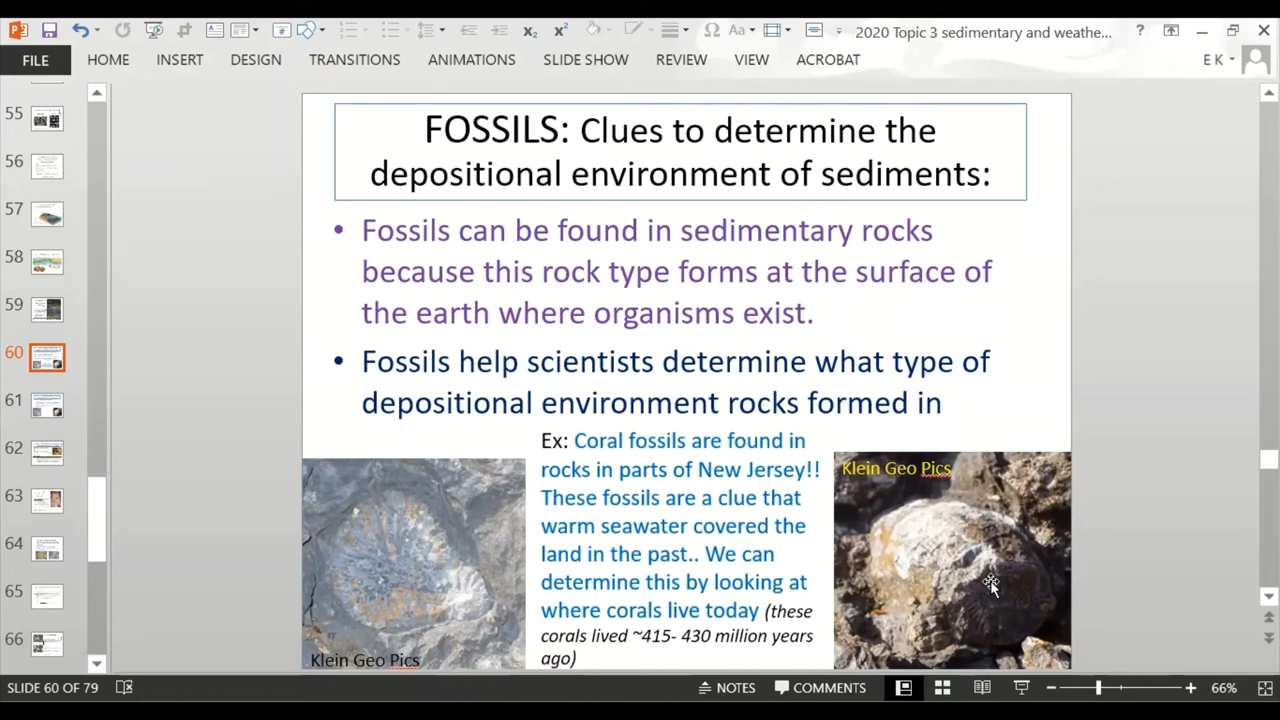 2020 Topic 3 sedimentary and weathe...
FILE HOME INSERT DESIGN TRANSITIONS ANIMATIONS SLIDE SHOW REVIEW VIEW ACROBAT E K
55
56
57
58
59
60
61
62
63
64
65
66
FOSSILS: Clues to determine the
depositional environment of sediments:
• Fossils can be found in sedimentary rocks
because this rock type forms at the surface of
the earth where organisms exist.
• Fossils help scientists determine what type of
depositional environment rocks formed in
Ex: Coral fossils are found in
rocks in parts of New Jersey!!
These fossils are a clue that
warm seawater covered the
land in the past.. We can
determine this by looking at
where corals live today (these
corals lived ~415- 430 million years
ago)
Klein Geo Pics
Klein Geo Pics
SLIDE 60 OF 79 NOTES COMMENTS 66%